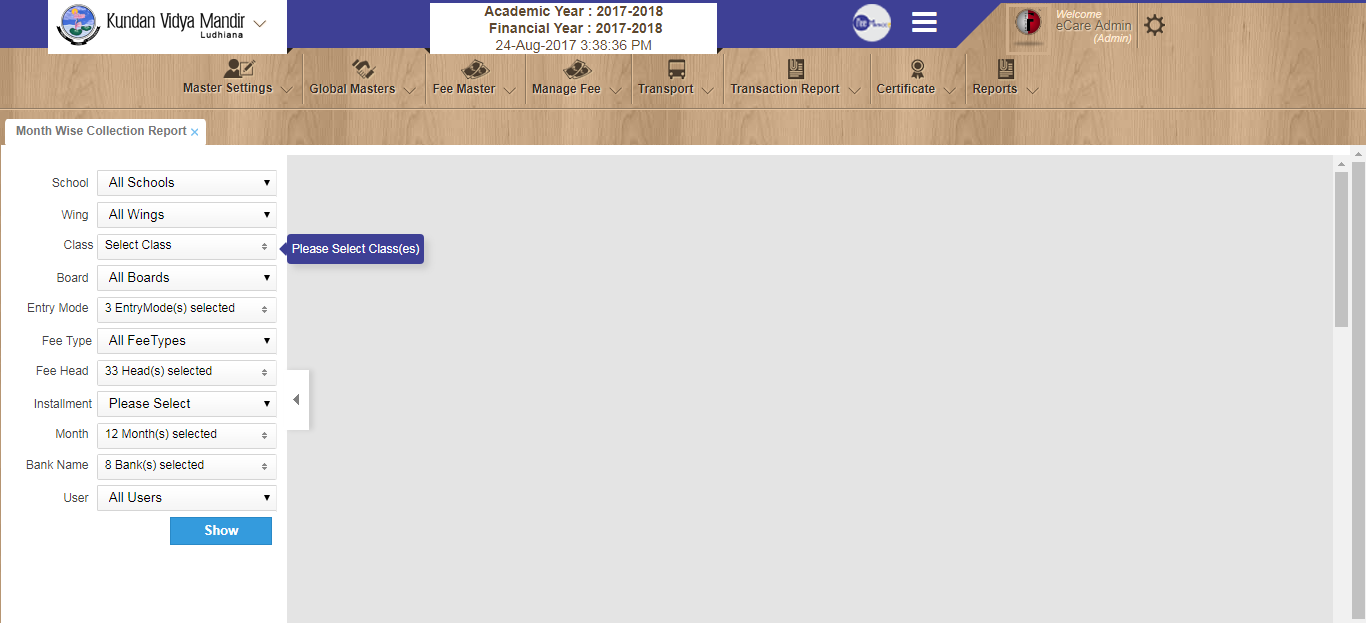 Kundan Vidya Mandir
Ludhiana
Academic Year : 2017-2018
Financial Year : 2017-2018
24-Aug-2017 3:38:36 PM
Welcome
eCare Admin
(Admin)
Master Settings
Global Masters
Fee Master
Manage Fee
Transport
Transaction Report
Certificate
Reports
Month Wise Collection Report ×
School All Schools
Wing All Wings
Class Select Class Please Select Class(es)
Board All Boards
Entry Mode 3 EntryMode(s) selected
Fee Type All FeeTypes
Fee Head 33 Head(s) selected
Installment Please Select
Month 12 Month(s) selected
Bank Name 8 Bank(s) selected
User All Users
Show